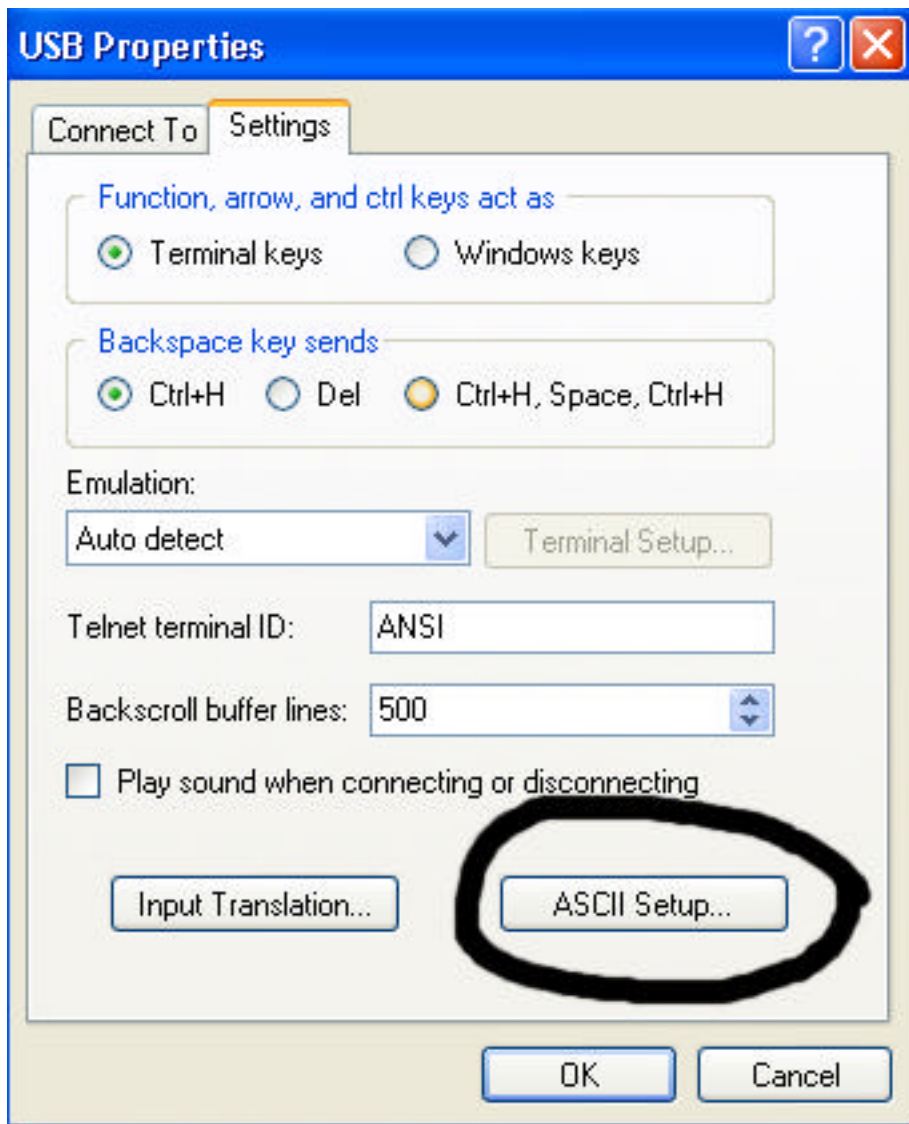 USB Properties
Connect To Settings
Function, arrow, and ctrl keys act as
Terminal keys Windows keys
Backspace key sends
Ctrl+H Del Ctrl+H, Space, Ctrl+H
Emulation:
Auto detect Terminal Setup...
Telnet terminal ID: ANSI
Backscroll buffer lines: 500
Play sound when connecting or disconnecting
Input Translation... ASCII Setup...
OK Cancel